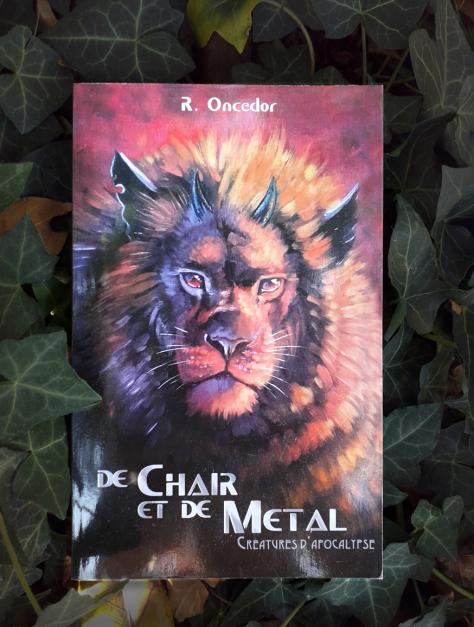 R. Oncedor
DE CHAIR
ET DE METAL
CREATURES D'APOCALYPSE